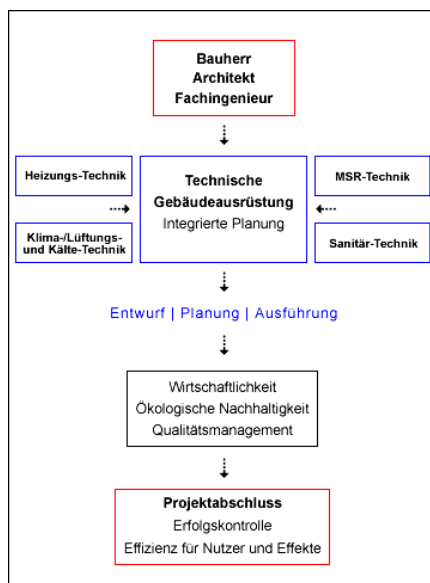 Bauherr
Architekt
Fachingenieur
Heizungs-Technik
Klima-/Lüftungs-
und Kälte-Technik
Technische
Gebäudeausrüstung
Integrierte Planung
MSR-Technik
Sanitär-Technik
Entwurf | Planung | Ausführung
Wirtschaftlichkeit
Ökologische Nachhaltigkeit
Qualitätsmanagement
Projektabschluss
Erfolgskontrolle
Effizienz für Nutzer und Effekte